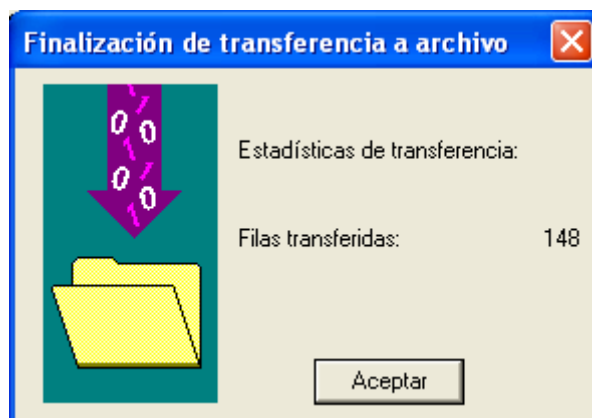 Finalización de transferencia a archivo
Estadísticas de transferencia:
Filas transferidas: 148
Aceptar